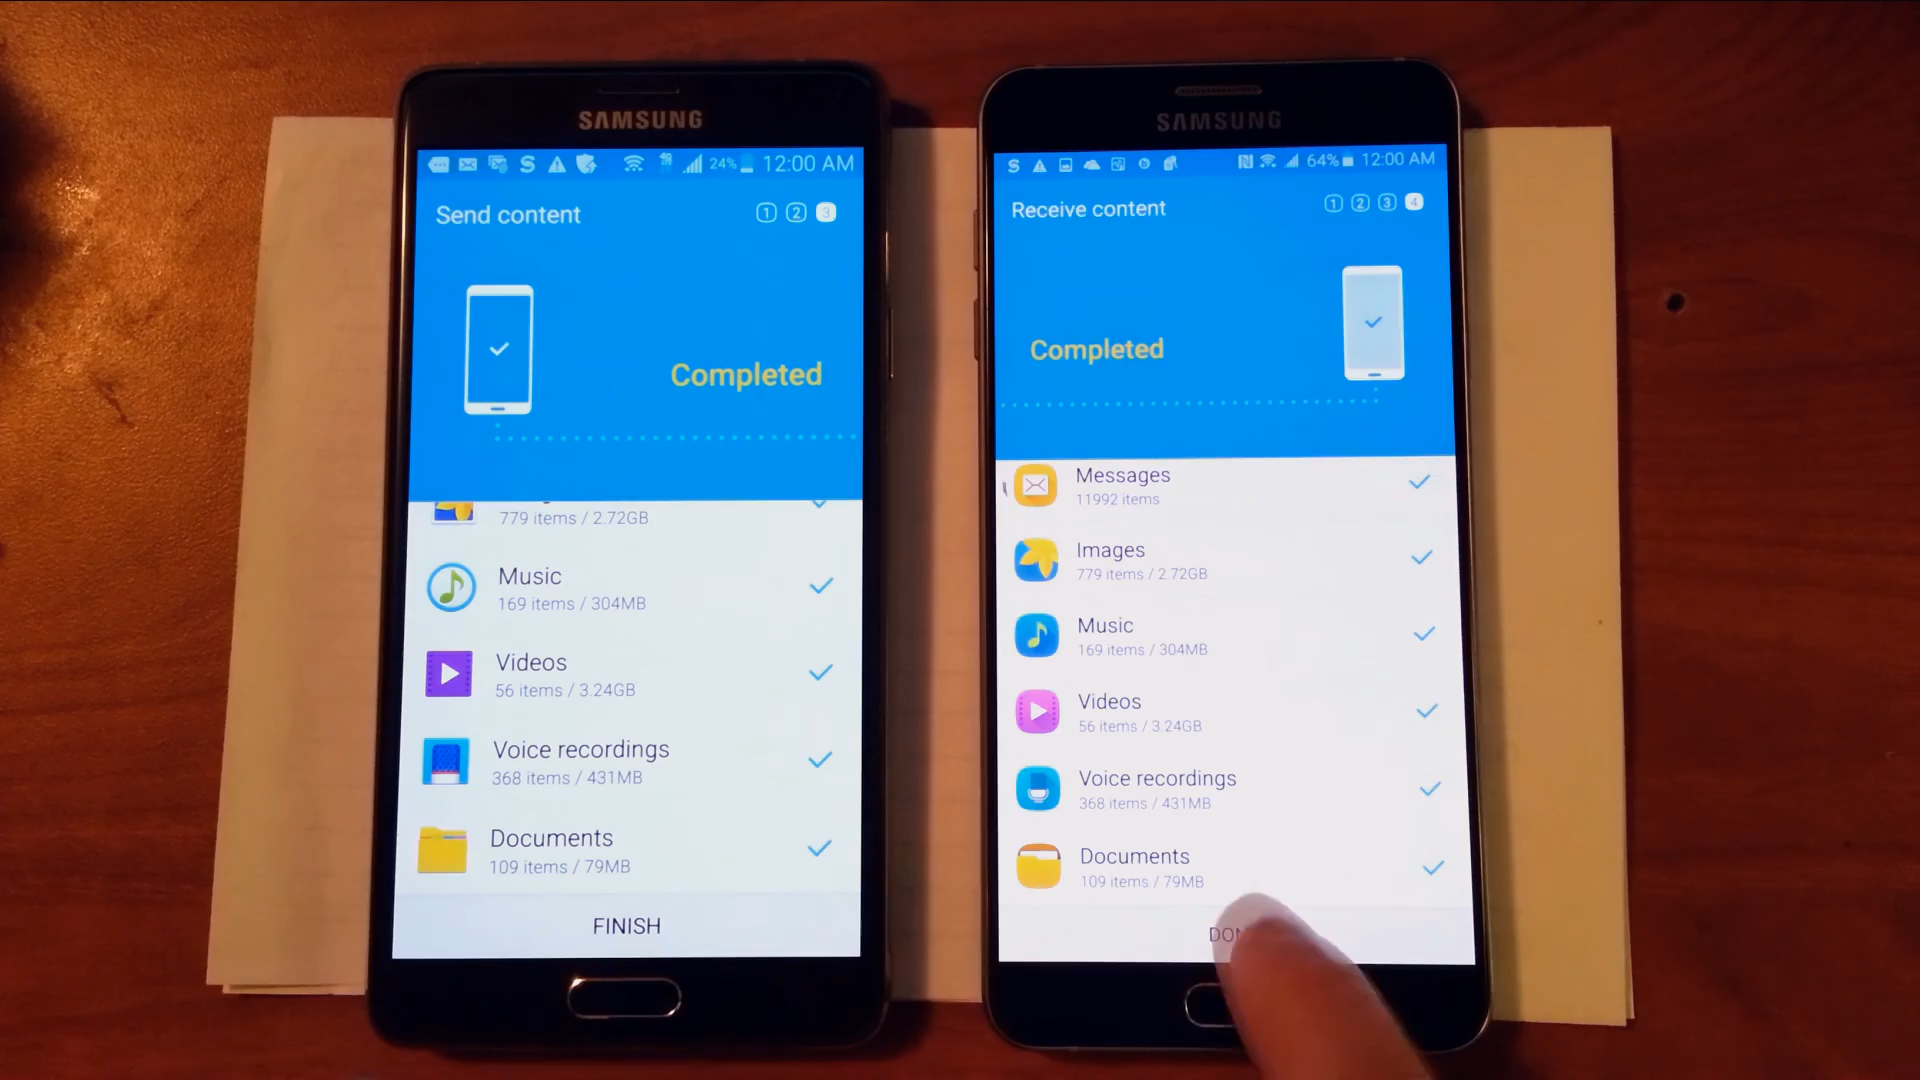 SAMSUNG
24% 12:00 AM
Send content
1 2 3
Completed
779 items / 2.72GB
Music
169 items / 304MB
Videos
56 items / 3.24GB
Voice recordings
368 items / 431MB
Documents
109 items / 79MB
FINISH
SAMSUNG
64% 12:00 AM
Receive content
1 2 3 4
Completed
Messages
11992 items
Images
779 items / 2.72GB
Music
169 items / 304MB
Videos
56 items / 3.24GB
Voice recordings
368 items / 431MB
Documents
109 items / 79MB